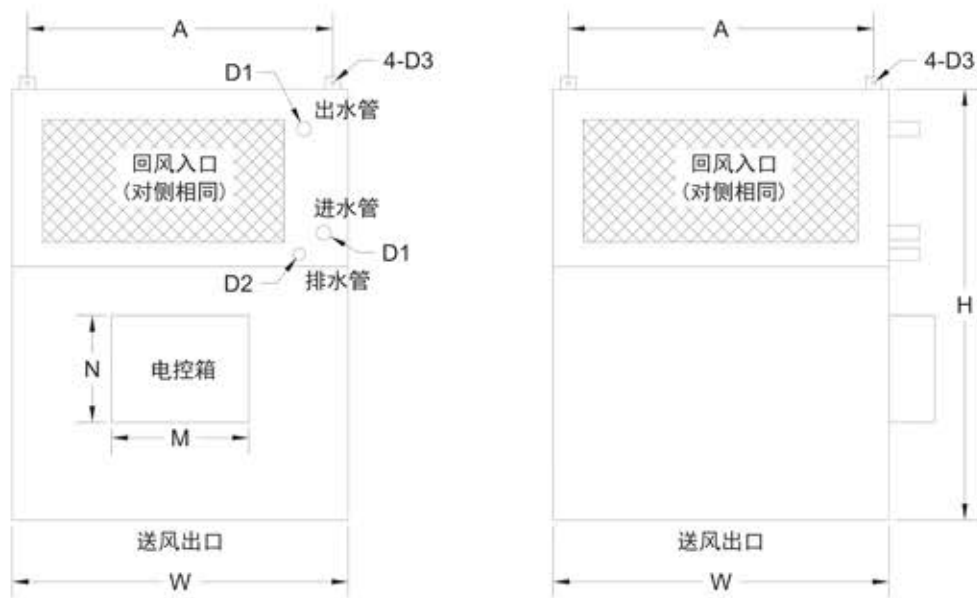 A
D1
4-D3
出水管
回风入口
(对侧相同)
进水管
D1
D2
排水管
N
电控箱
M
送风出口
W
A
4-D3
回风入口
(对侧相同)
H
送风出口
W